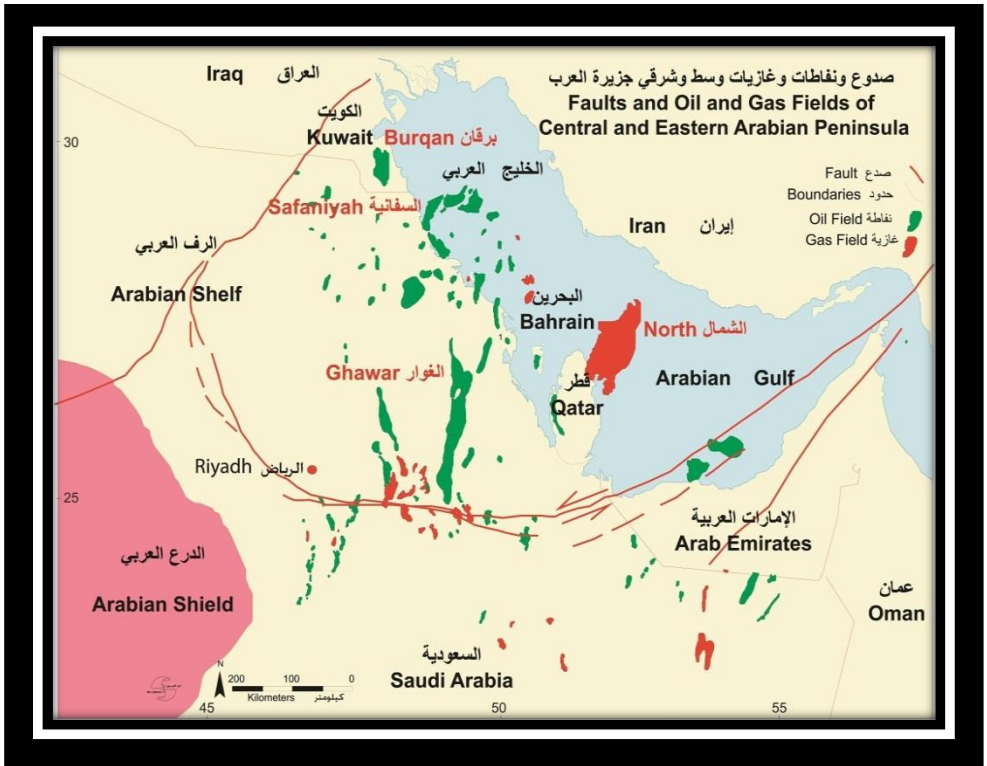 صدوع ونفاطات وغازيات وسط وشرقي جزيرة العرب
Faults and Oil and Gas Fields of
Central and Eastern Arabian Peninsula
صدع Fault
حدود Boundaries
نفاطة Oil Field
غازية Gas Field
Iraq العراق
الكويت
Kuwait
Burqan برقان
30
الخليج العربي
Safaniyah السفانية
Iran إيران
الرف العربي
Arabian Shelf
البحرين
Bahrain
North الشمال
Ghawar الغوار
قطر
Qatar
Arabian Gulf
Riyadh الرياض
25
الإمارات العربية
Arab Emirates
الدرع العربي
Arabian Shield
عمان
Oman
السعودية
Saudi Arabia
N
200 100 0
Kilometers كيلومتر
45 50 55